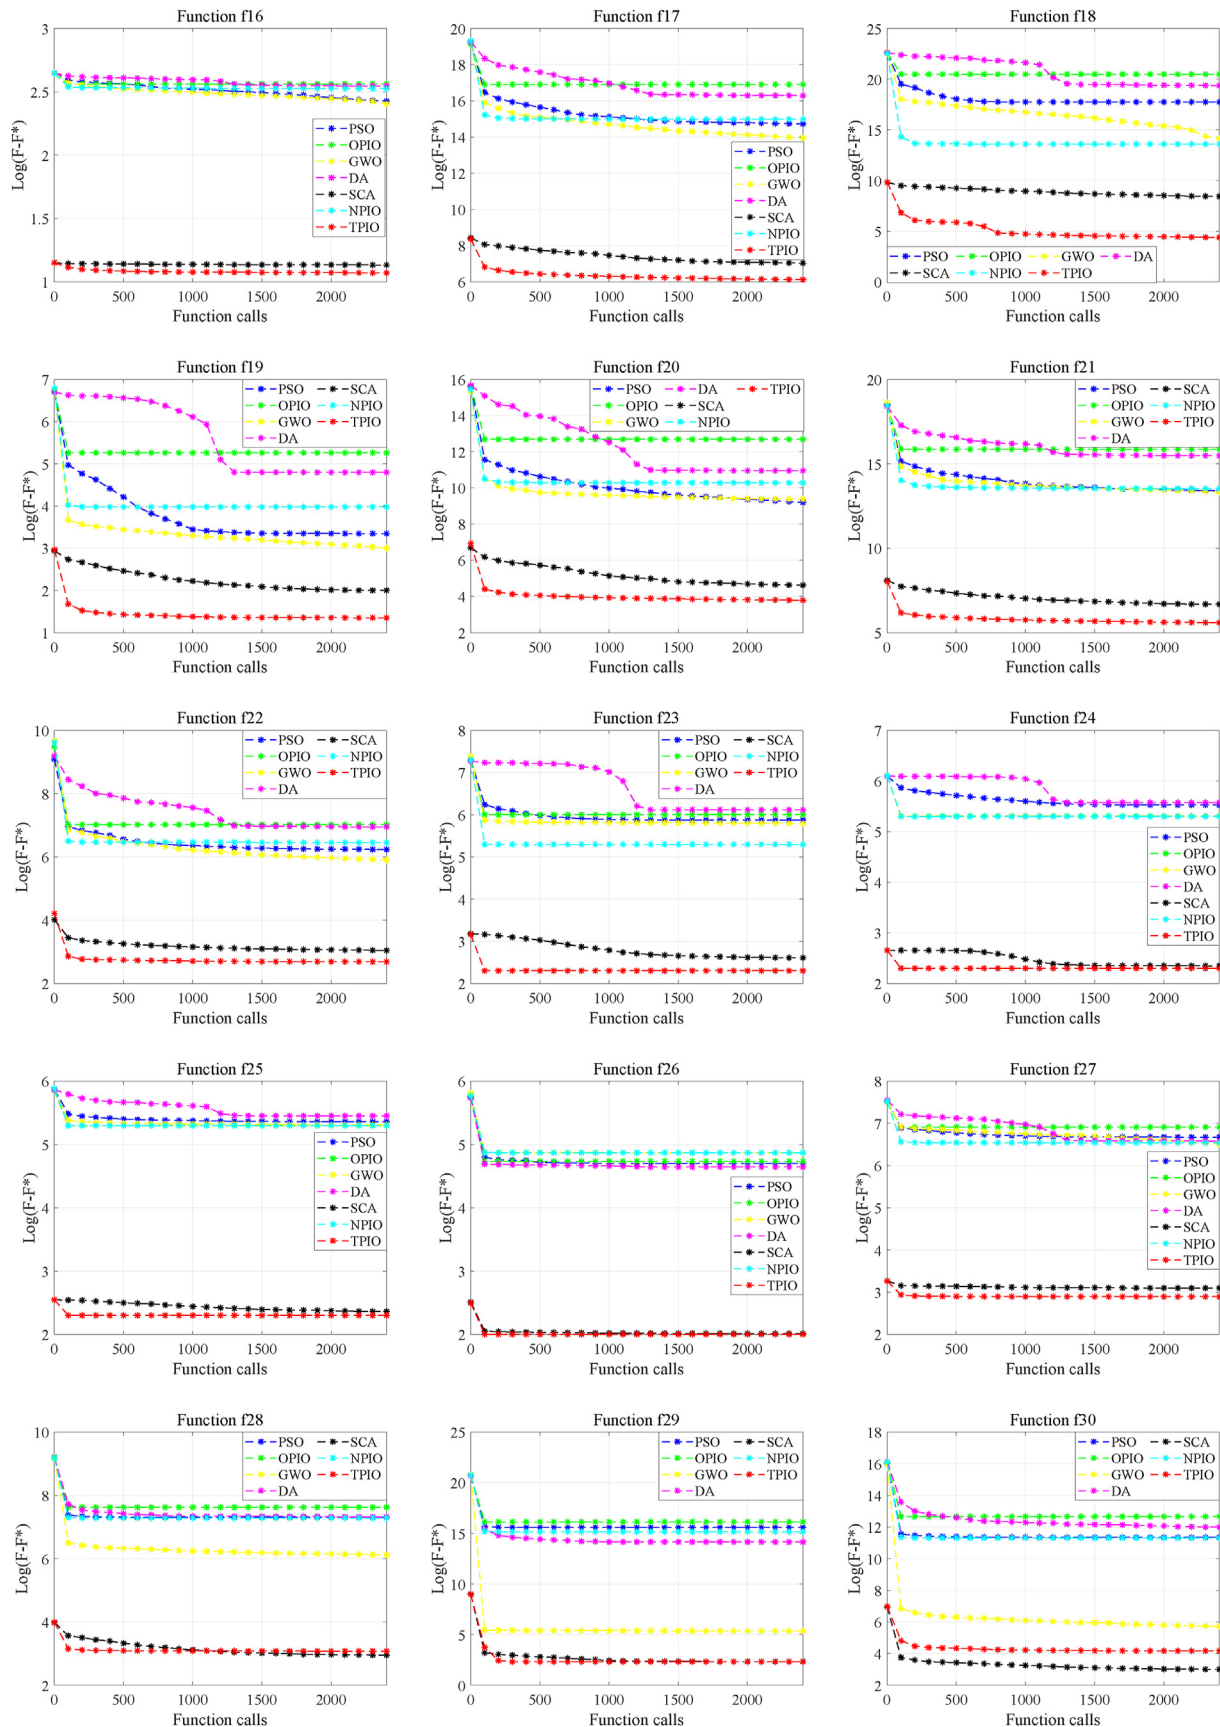 Function f16
Log(F-F*)
3
2.5
2
1.5
1
PSO
OPIO
GWO
DA
SCA
NPIO
TPIO
0 500 1000 1500 2000
Function calls
Function f17
Log(F-F*)
20
18
16
14
12
10
8
6
PSO
OPIO
GWO
DA
SCA
NPIO
TPIO
0 500 1000 1500 2000
Function calls
Function f18
Log(F-F*)
25
20
15
10
5
0
PSO OPIO GWO DA
SCA NPIO TPIO
0 500 1000 1500 2000
Function calls
Function f19
Log(F-F*)
7
6
5
4
3
2
1
PSO SCA
OPIO NPIO
GWO TPIO
DA
0 500 1000 1500 2000
Function calls
Function f20
Log(F-F*)
16
14
12
10
8
6
4
2
PSO DA TPIO
OPIO SCA
GWO NPIO
0 500 1000 1500 2000
Function calls
Function f21
Log(F-F*)
20
15
10
5
PSO SCA
OPIO NPIO
GWO TPIO
DA
0 500 1000 1500 2000
Function calls
Function f22
Log(F-F*)
10
8
6
4
2
PSO SCA
OPIO NPIO
GWO TPIO
DA
0 500 1000 1500 2000
Function calls
Function f23
Log(F-F*)
8
7
6
5
4
3
2
PSO SCA
OPIO NPIO
GWO TPIO
DA
0 500 1000 1500 2000
Function calls
Function f24
Log(F-F*)
7
6
5
4
3
2
PSO
OPIO
GWO
DA
SCA
NPIO
TPIO
0 500 1000 1500 2000
Function calls
Function f25
Log(F-F*)
6
5
4
3
2
PSO
OPIO
GWO
DA
SCA
NPIO
TPIO
0 500 1000 1500 2000
Function calls
Function f26
Log(F-F*)
6
5
4
3
2
PSO
OPIO
GWO
DA
SCA
NPIO
TPIO
0 500 1000 1500 2000
Function calls
Function f27
Log(F-F*)
8
7
6
5
4
3
2
PSO
OPIO
GWO
DA
SCA
NPIO
TPIO
0 500 1000 1500 2000
Function calls
Function f28
Log(F-F*)
10
8
6
4
2
PSO SCA
OPIO NPIO
GWO TPIO
DA
0 500 1000 1500 2000
Function calls
Function f29
Log(F-F*)
25
20
15
10
5
0
PSO SCA
OPIO NPIO
GWO TPIO
DA
0 500 1000 1500 2000
Function calls
Function f30
Log(F-F*)
18
16
14
12
10
8
6
4
2
PSO SCA
OPIO NPIO
GWO TPIO
DA
0 500 1000 1500 2000
Function calls